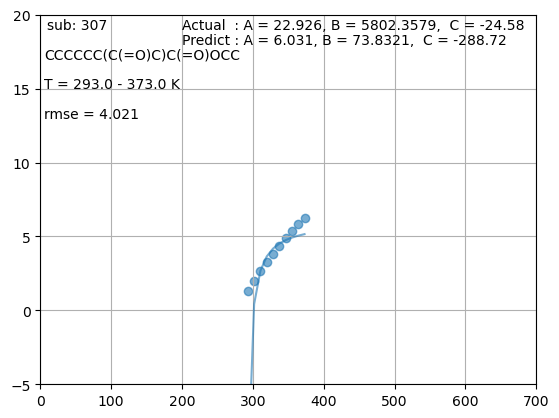 sub: 307
Actual : A = 22.926, B = 5802.3579, C = -24.58
Predict : A = 6.031, B = 73.8321, C = -288.72
CCCCCC(C(=O)C)C(=O)OCC
T = 293.0 - 373.0 K
rmse = 4.021
20
15
10
5
0
−5
0 100 200 300 400 500 600 700